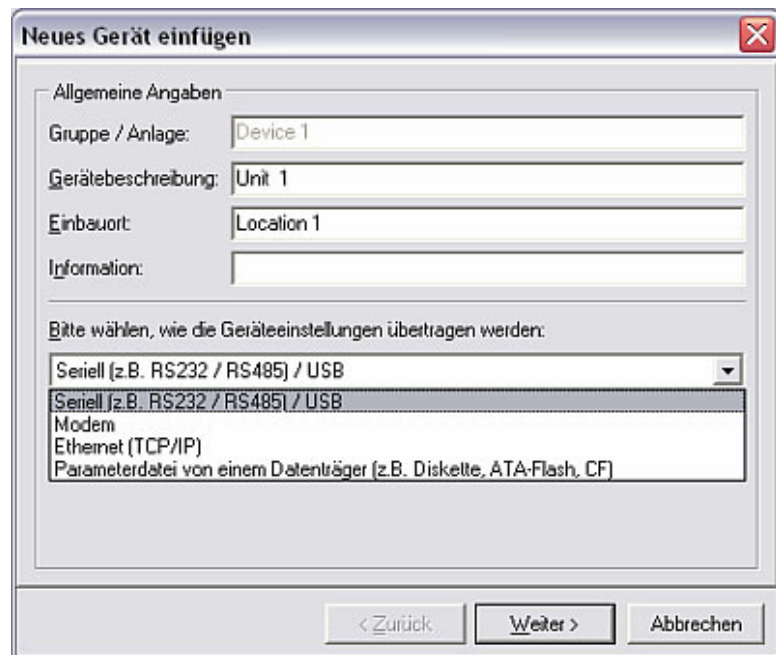 Neues Gerät einfügen
Allgemeine Angaben
Gruppe / Anlage: Device 1
Gerätebeschreibung: Unit 1
Einbauort: Location 1
Information:
Bitte wählen, wie die Geräteeinstellungen übertragen werden:
Seriell (z.B. RS232 / RS485) / USB
Seriell (z.B. RS232 / RS485) / USB
Modem
Ethernet (TCP/IP)
Parameterdatei von einem Datenträger (z.B. Diskette, ATA-Flash, CF)
< Zurück Weiter > Abbrechen